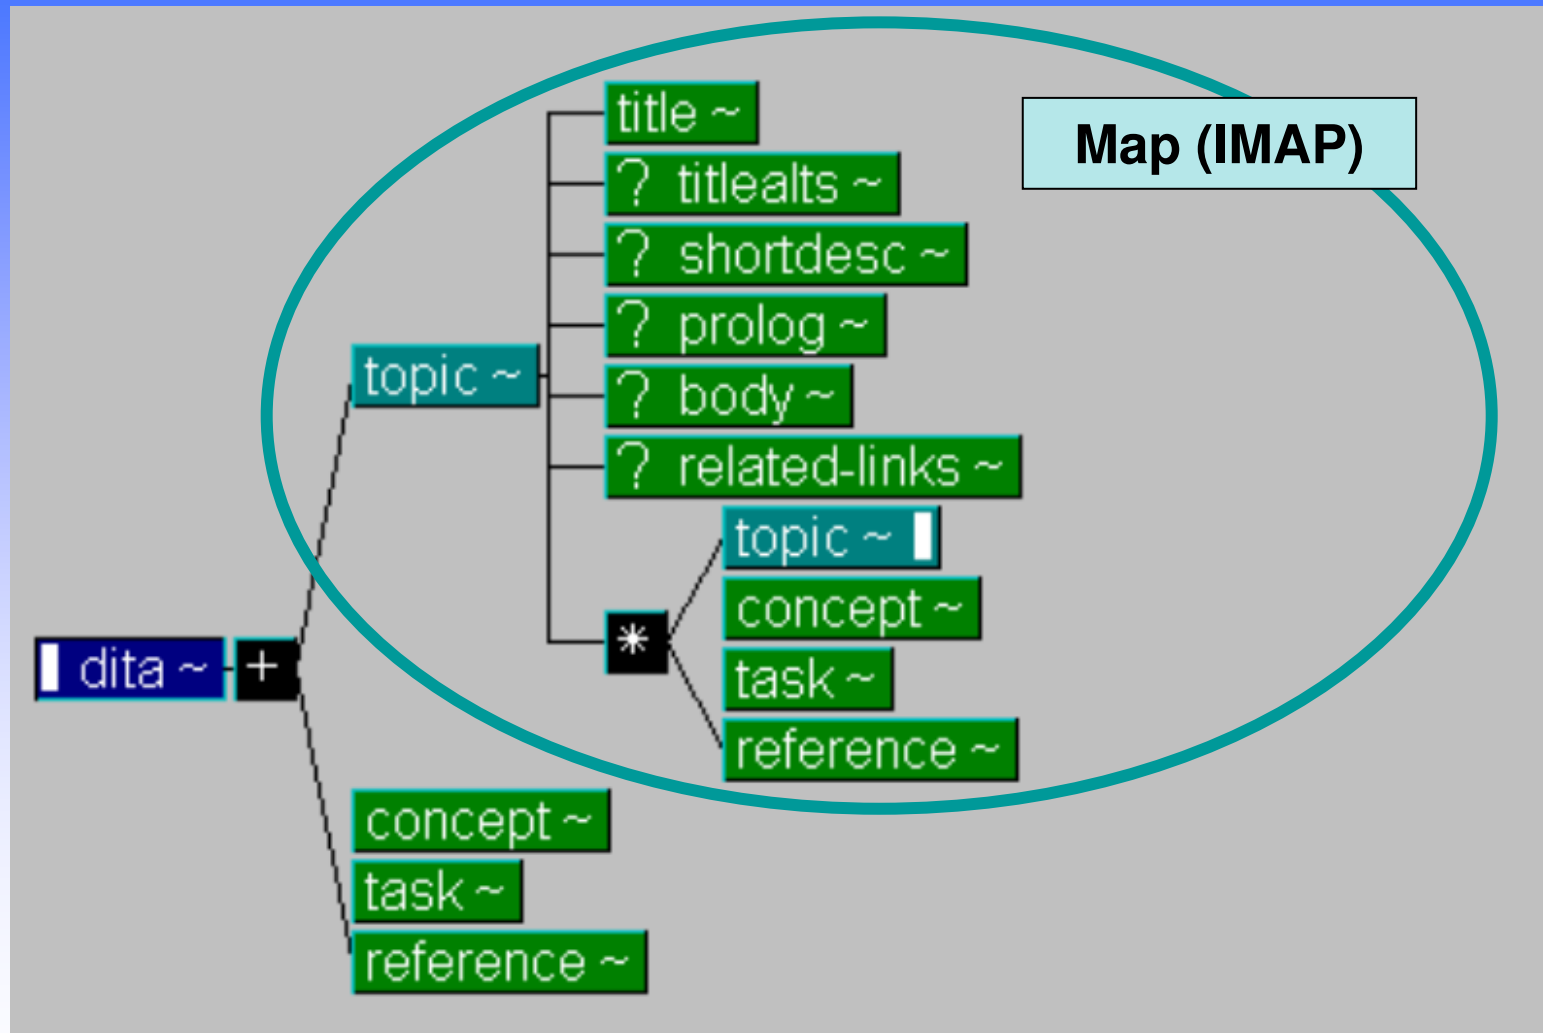 title ~
Map (IMAP)
? titlealts ~
? shortdesc ~
? prolog ~
topic ~
? body ~
? related-links ~
topic ~
concept ~
*
dita ~
+
task ~
reference ~
concept ~
task ~
reference ~